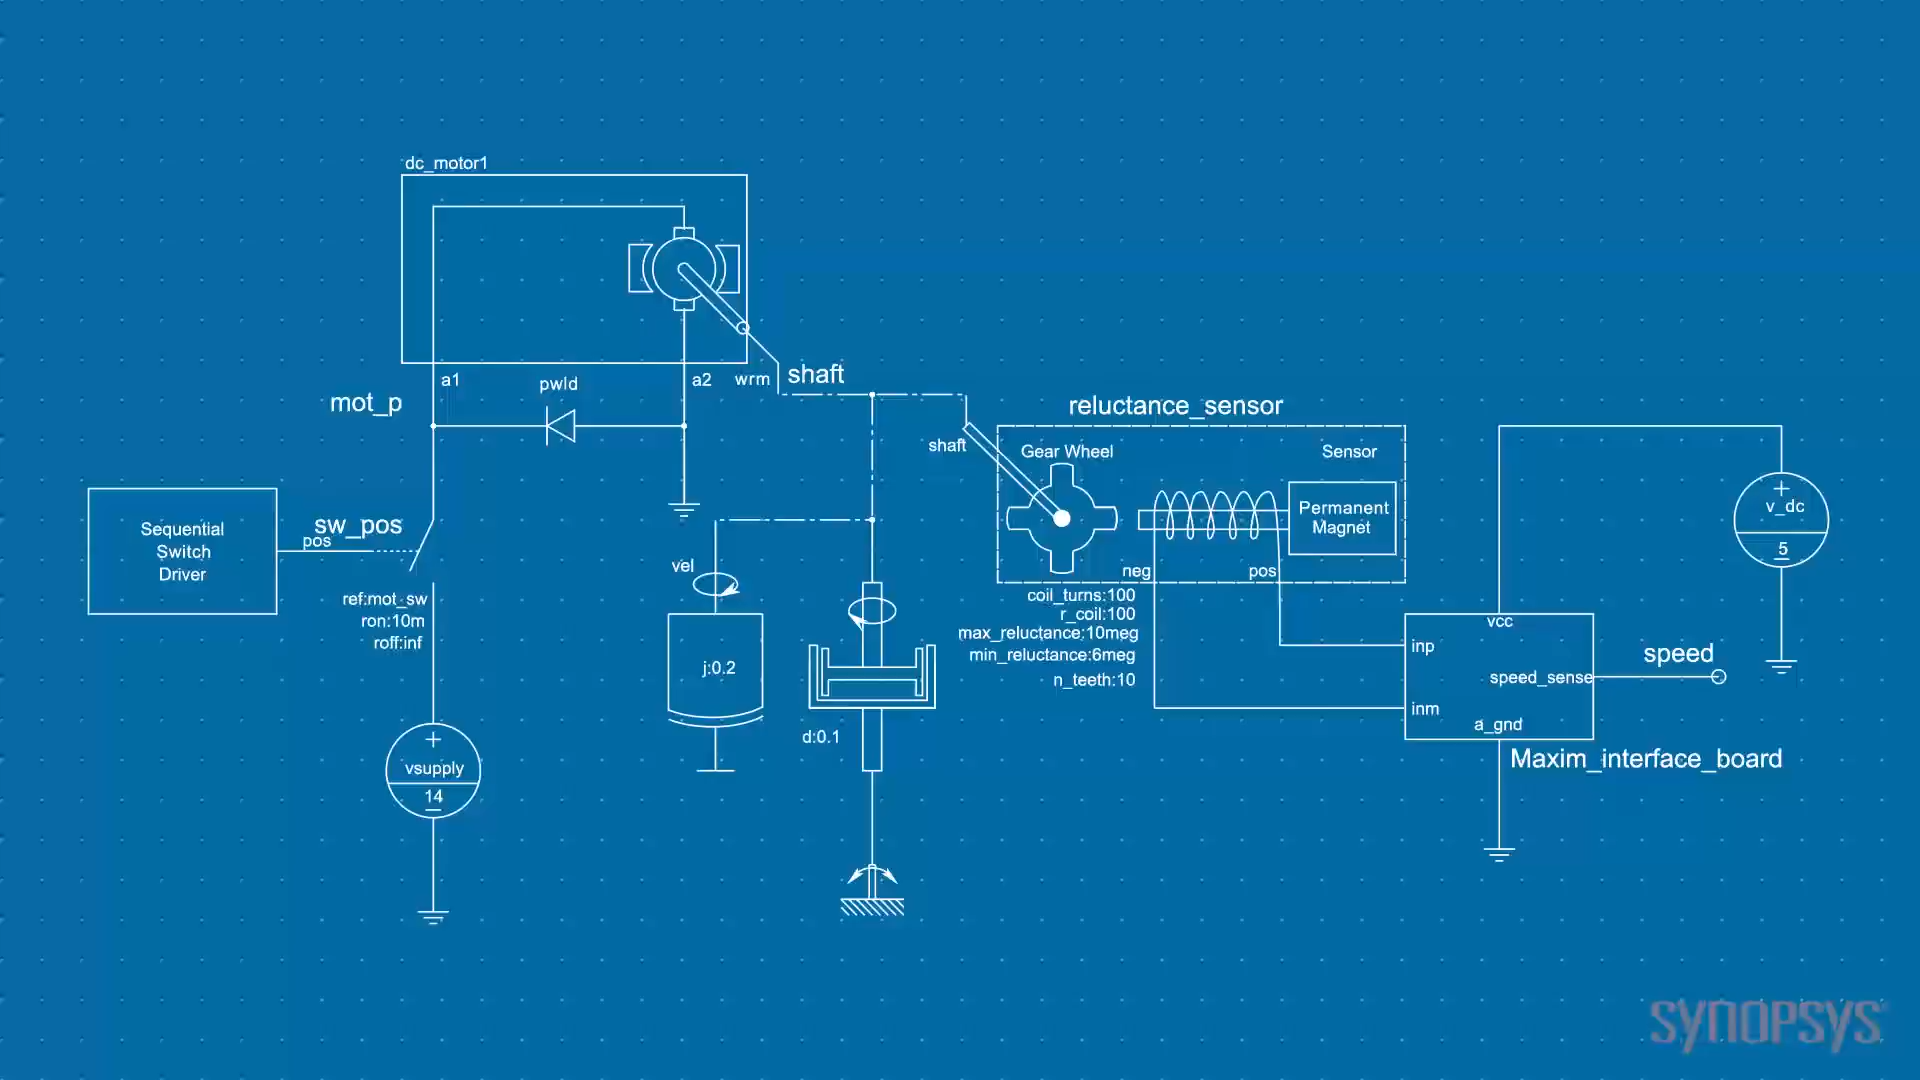 dc_motor1
a1
a2
wrm
shaft
mot_p
pwld
reluctance_sensor
shaft
Gear Wheel
Sensor
Permanent
Magnet
neg
pos
coil_turns:100
r_coil:100
max_reluctance:10meg
min_reluctance:6meg
n_teeth:10
Sequential
Switch
Driver
sw_pos
pos
ref:mot_sw
ron:10m
roff:inf
+
vsupply
14
vel
j:0.2
d:0.1
+
v_dc
5
vcc
inp
speed_sense
inm
a_gnd
speed
Maxim_interface_board
SYNOPSYS